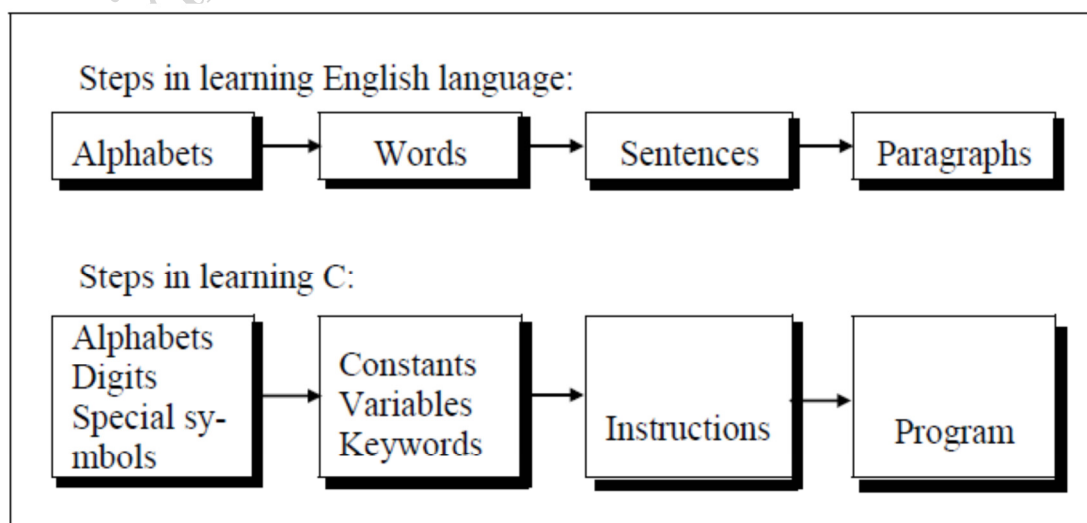 Steps in learning English language:
Alphabets
Words
Sentences
Paragraphs
Steps in learning C:
Alphabets
Digits
Special sy-
mbols
Constants
Variables
Keywords
Instructions
Program